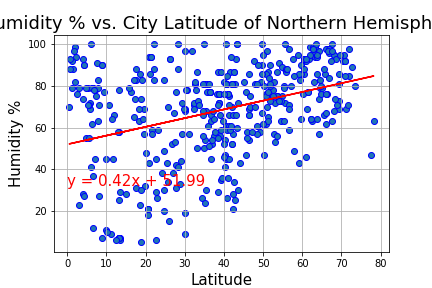 umidity % vs. City Latitude of Northern Hemisph
100
80
60
40
20
Humidity %
y = 0.42x + 51.99
0 10 20 30 40 50 60 70 80
Latitude